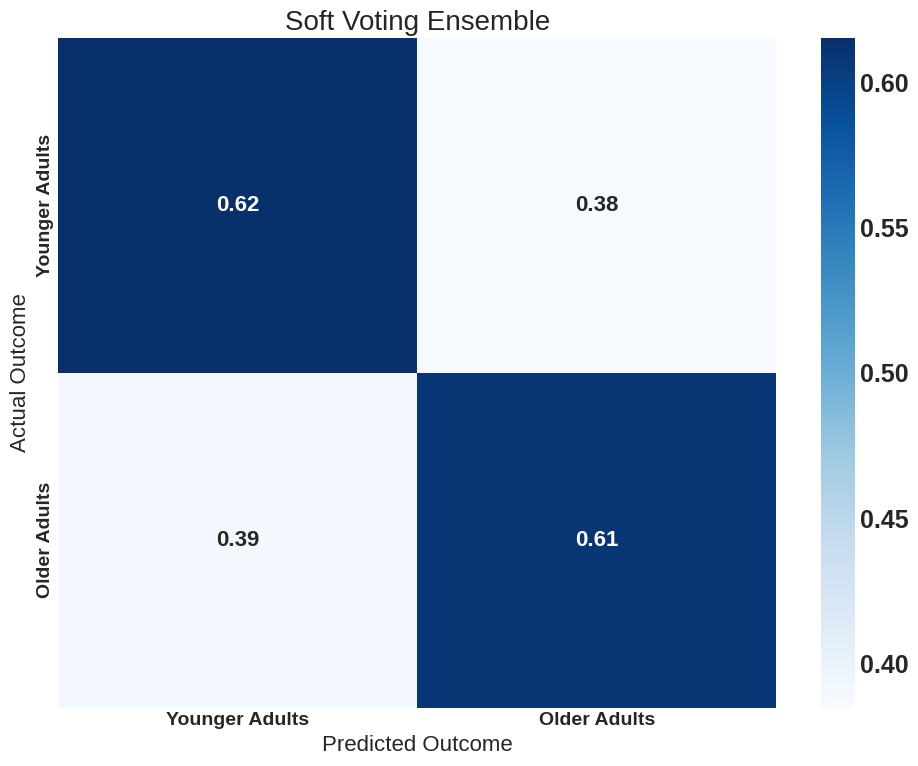 Soft Voting Ensemble
Actual Outcome
Younger Adults
Older Adults
0.62
0.38
0.39
0.61
Younger Adults
Older Adults
Predicted Outcome
0.60
0.55
0.50
0.45
0.40